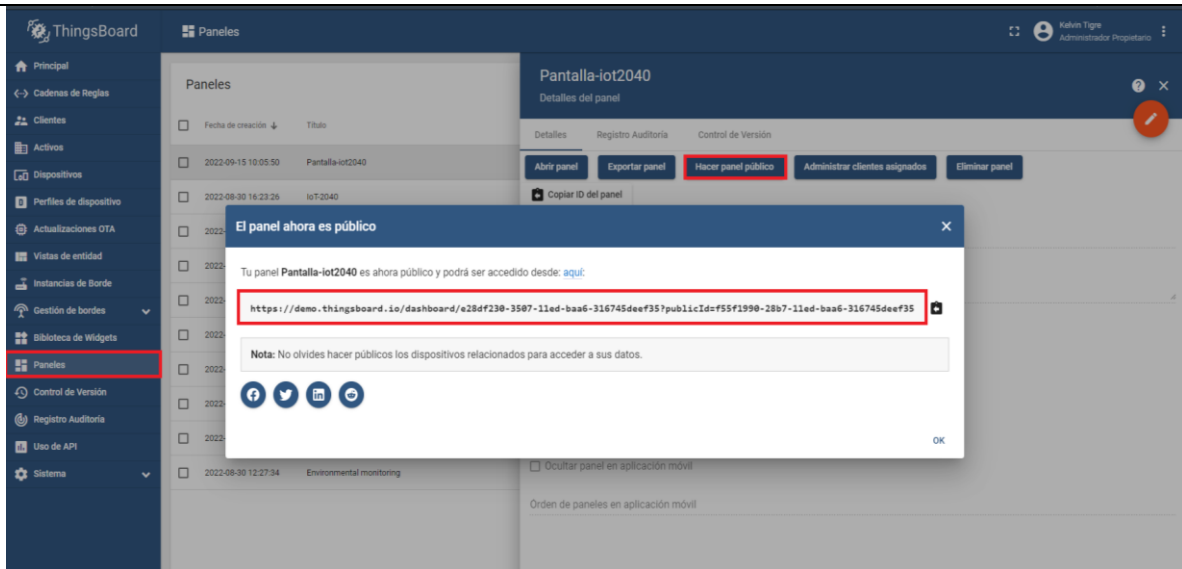 ThingsBoard
Paneles
Kelvin Tigre
Administrador Propietario
Principal
Cadenas de Reglas
Clientes
Activos
Dispositivos
Perfiles de dispositivo
Actualizaciones OTA
Vistas de entidad
Instancias de Borde
Gestión de bordes
Biblioteca de Widgets
Paneles
Control de Versión
Registro Auditoría
Uso de API
Sistema
Paneles
Fecha de creación Título
2022-09-15 10:05:50 Pantalla-iot2040
2022-08-30 16:23:26 IoT-2040
2022-
2022-
2022-
2022-
2022-
2022-
2022-
2022-08-30 12:27:34 Environmental monitoring
Pantalla-iot2040
Detalles del panel
Detalles Registro Auditoría Control de Versión
Abrir panel Exportar panel Hacer panel público Administrar clientes asignados Eliminar panel
Copiar ID del panel
El panel ahora es público
Tu panel Pantalla-iot2040 es ahora público y podrá ser accedido desde: aquí:
https://demo.thingsboard.io/dashboard/e28df230-3507-11ed-baa6-316745deef35?publicId=f55f1990-28b7-11ed-baa6-316745deef35
Nota: No olvides hacer públicos los dispositivos relacionados para acceder a sus datos.
OK
Ocultar panel en aplicación móvil
Orden de paneles en aplicación móvil